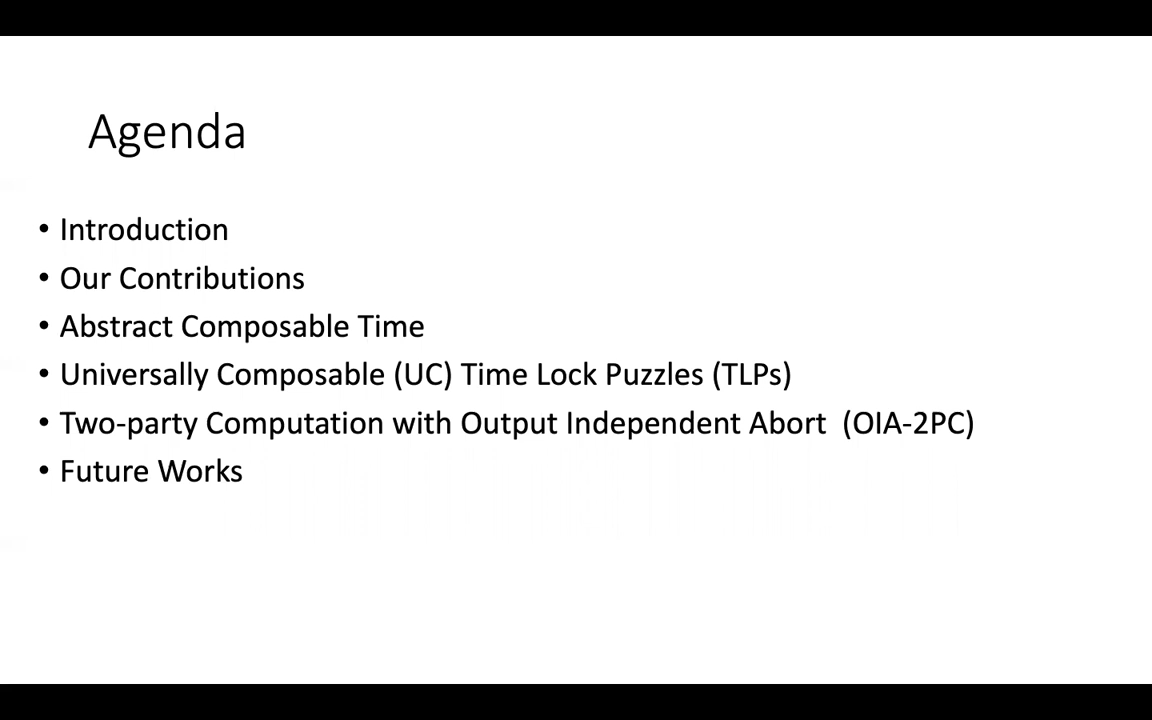 Agenda
• Introduction
• Our Contributions
• Abstract Composable Time
• Universally Composable (UC) Time Lock Puzzles (TLPs)
• Two-party Computation with Output Independent Abort  (OIA-2PC)
• Future Works